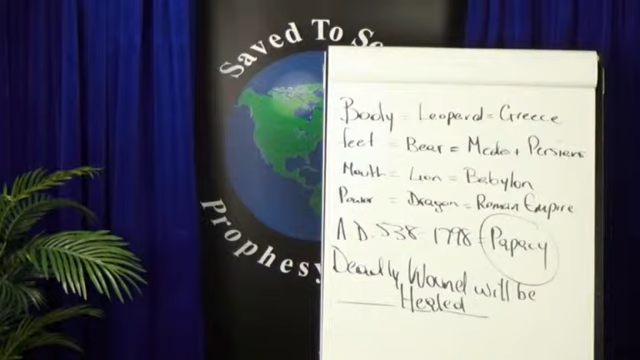 Saved To Se
Prophesy
Body = Leopard = Greece
feet = Bear = Medo + Persians
Mouth = Lion = Babylon
Power = Dragon = Roman Empire
A.D. 538-1798 = Papacy
Deadly Wound will be
Healed